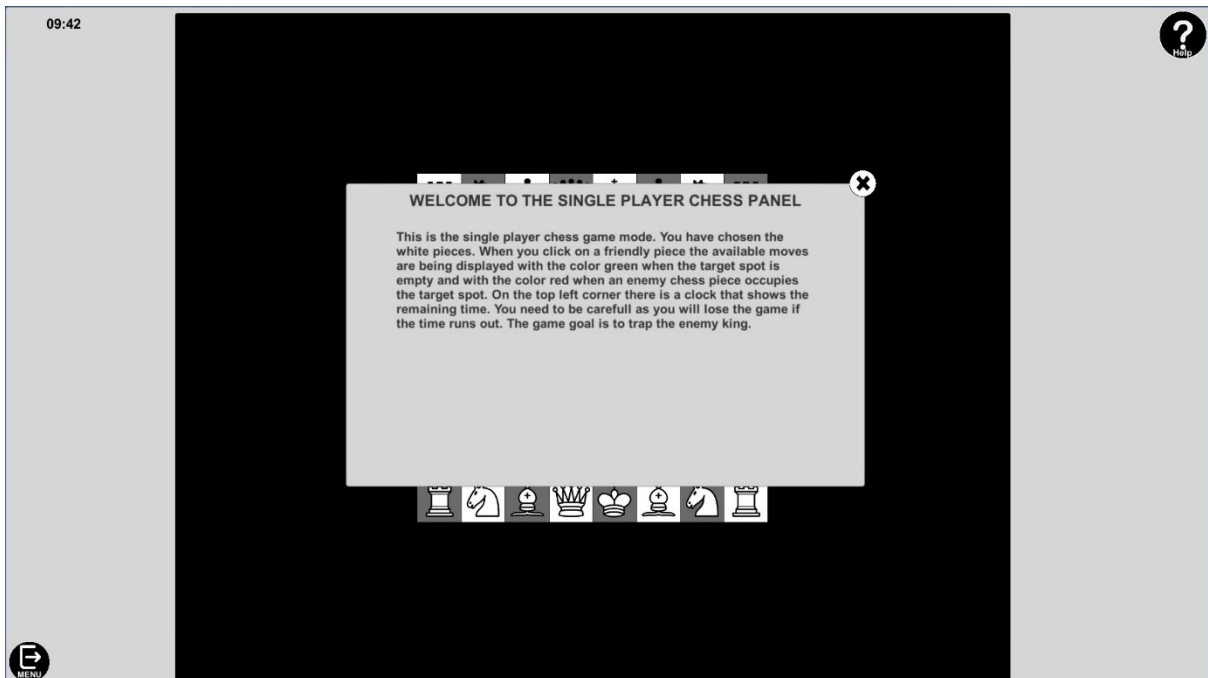 09:42
Help
WELCOME TO THE SINGLE PLAYER CHESS PANEL
This is the single player chess game mode. You have chosen the
white pieces. When you click on a friendly piece the available moves
are being displayed with the color green when the target spot is
empty and with the color red when an enemy chess piece occupies
the target spot. On the top left corner there is a clock that shows the
remaining time. You need to be carefull as you will lose the game if
the time runs out. The game goal is to trap the enemy king.
MENU